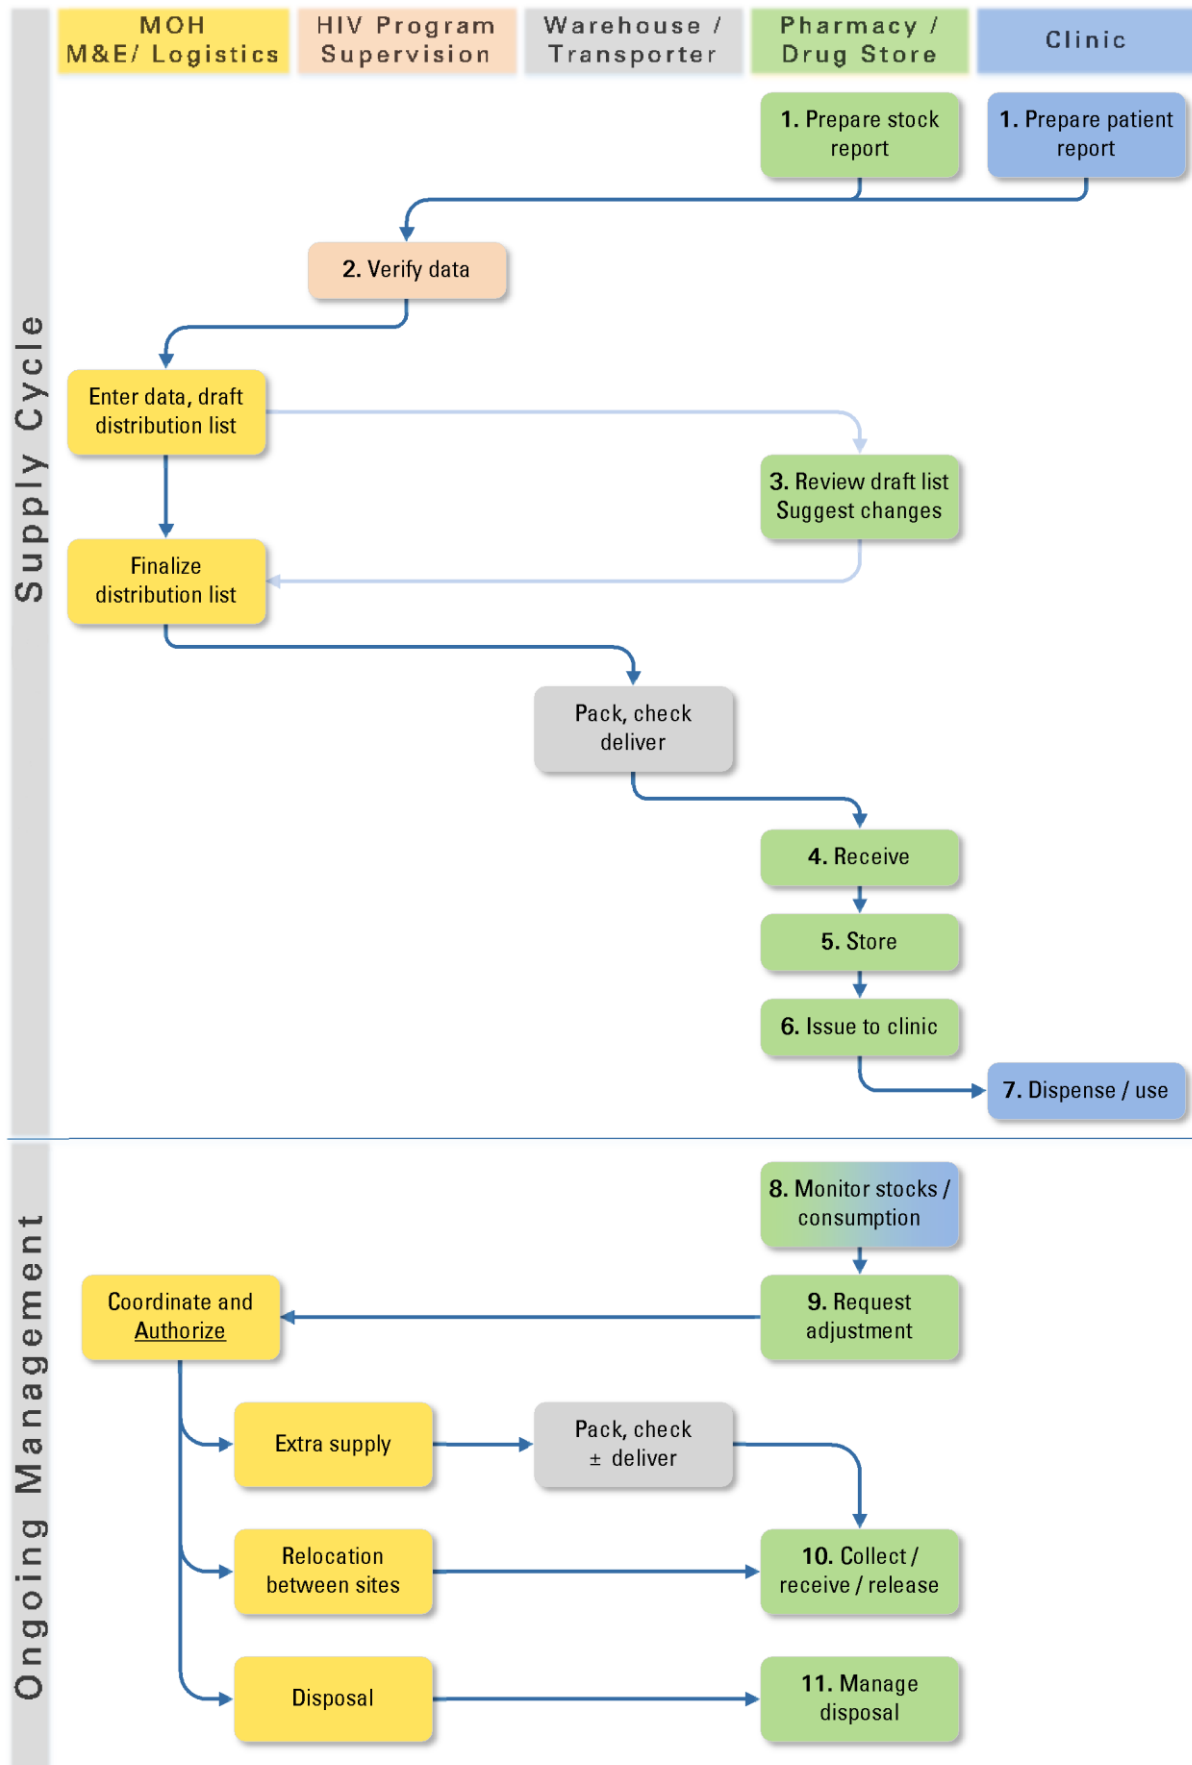 MOH
M&E/ Logistics
HIV Program
Supervision
Warehouse /
Transporter
Pharmacy /
Drug Store
Clinic
Supply Cycle
1. Prepare stock
report
1. Prepare patient
report
2. Verify data
Enter data, draft
distribution list
3. Review draft list
Suggest changes
Finalize
distribution list
Pack, check
deliver
4. Receive
5. Store
6. Issue to clinic
7. Dispense / use
Ongoing Management
8. Monitor stocks /
consumption
Coordinate and
Authorize
9. Request
adjustment
Extra supply
Pack, check
± deliver
Relocation
between sites
10. Collect /
receive / release
Disposal
11. Manage
disposal